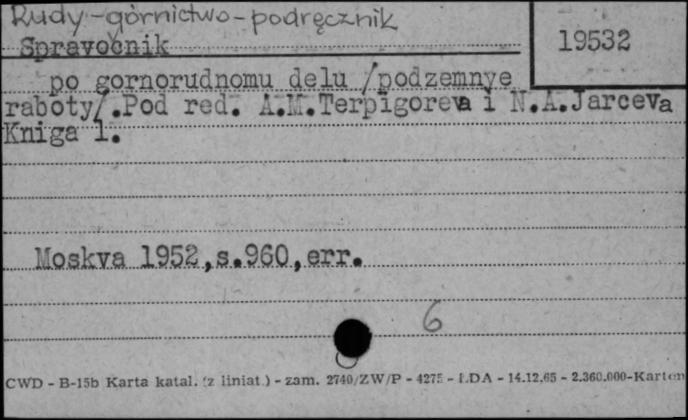 Rudy-górnictwo-podręcznik
Spravočnik
19532
po gornorudnomu delu /podzemnye
raboty/.Pod red. A.M.Terpigoreva i N.A.Jarceva
Kniga 1.
Moskva 1952,s.960,err.
6
CWD - B-15b Karta katal. (z liniat.) - zam. 2740/ZW/P - 4275 - LDA - 14.12.65 - 2.360.000-Karton